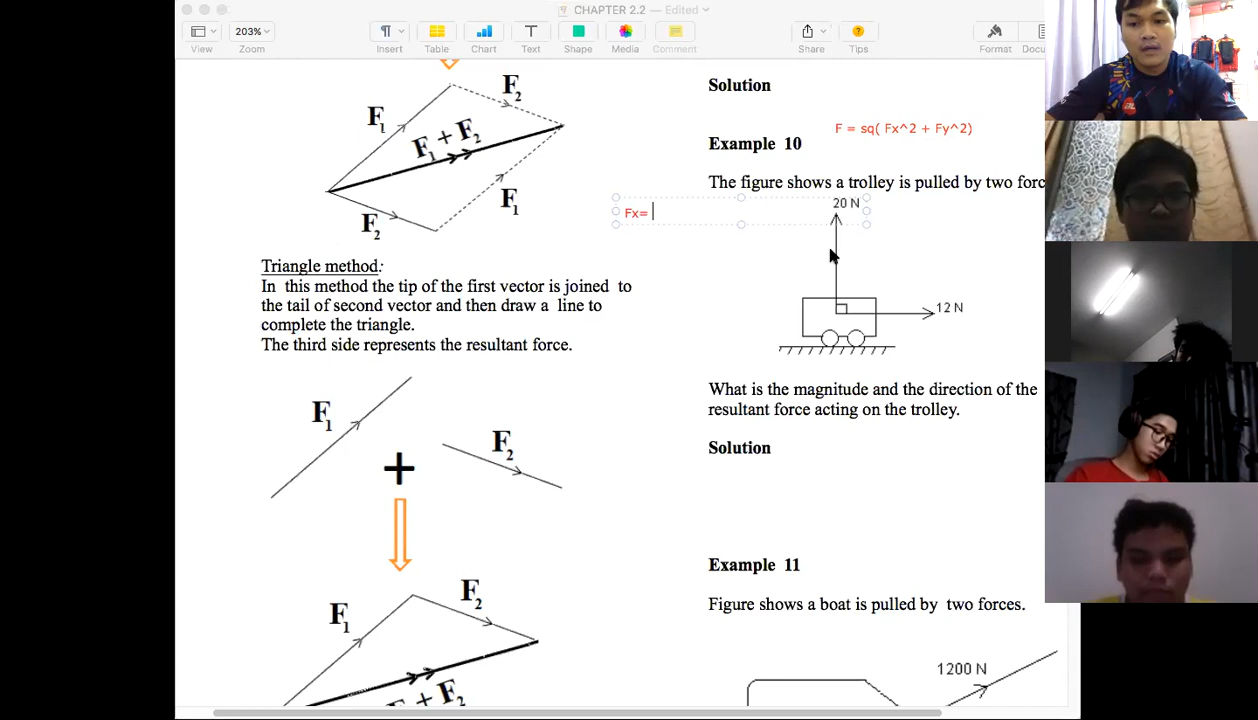 CHAPTER 2.2 — Edited
203%
View
Zoom
Insert
Table
Chart
Text
Shape
Media
Comment
Share
Tips
Format
F2
F1
F1 + F2
F1
F2
Triangle method:
In this method the tip of the first vector is joined to
the tail of second vector and then draw a line to
complete the triangle.
The third side represents the resultant force.
F1
F2
+
F2
F1
+ F2
Solution
F = sq( Fx^2 + Fy^2)
Example 10
The figure shows a trolley is pulled by two forc
Fx=
20 N
12 N
What is the magnitude and the direction of the
resultant force acting on the trolley.
Solution
Example 11
Figure shows a boat is pulled by two forces.
1200 N